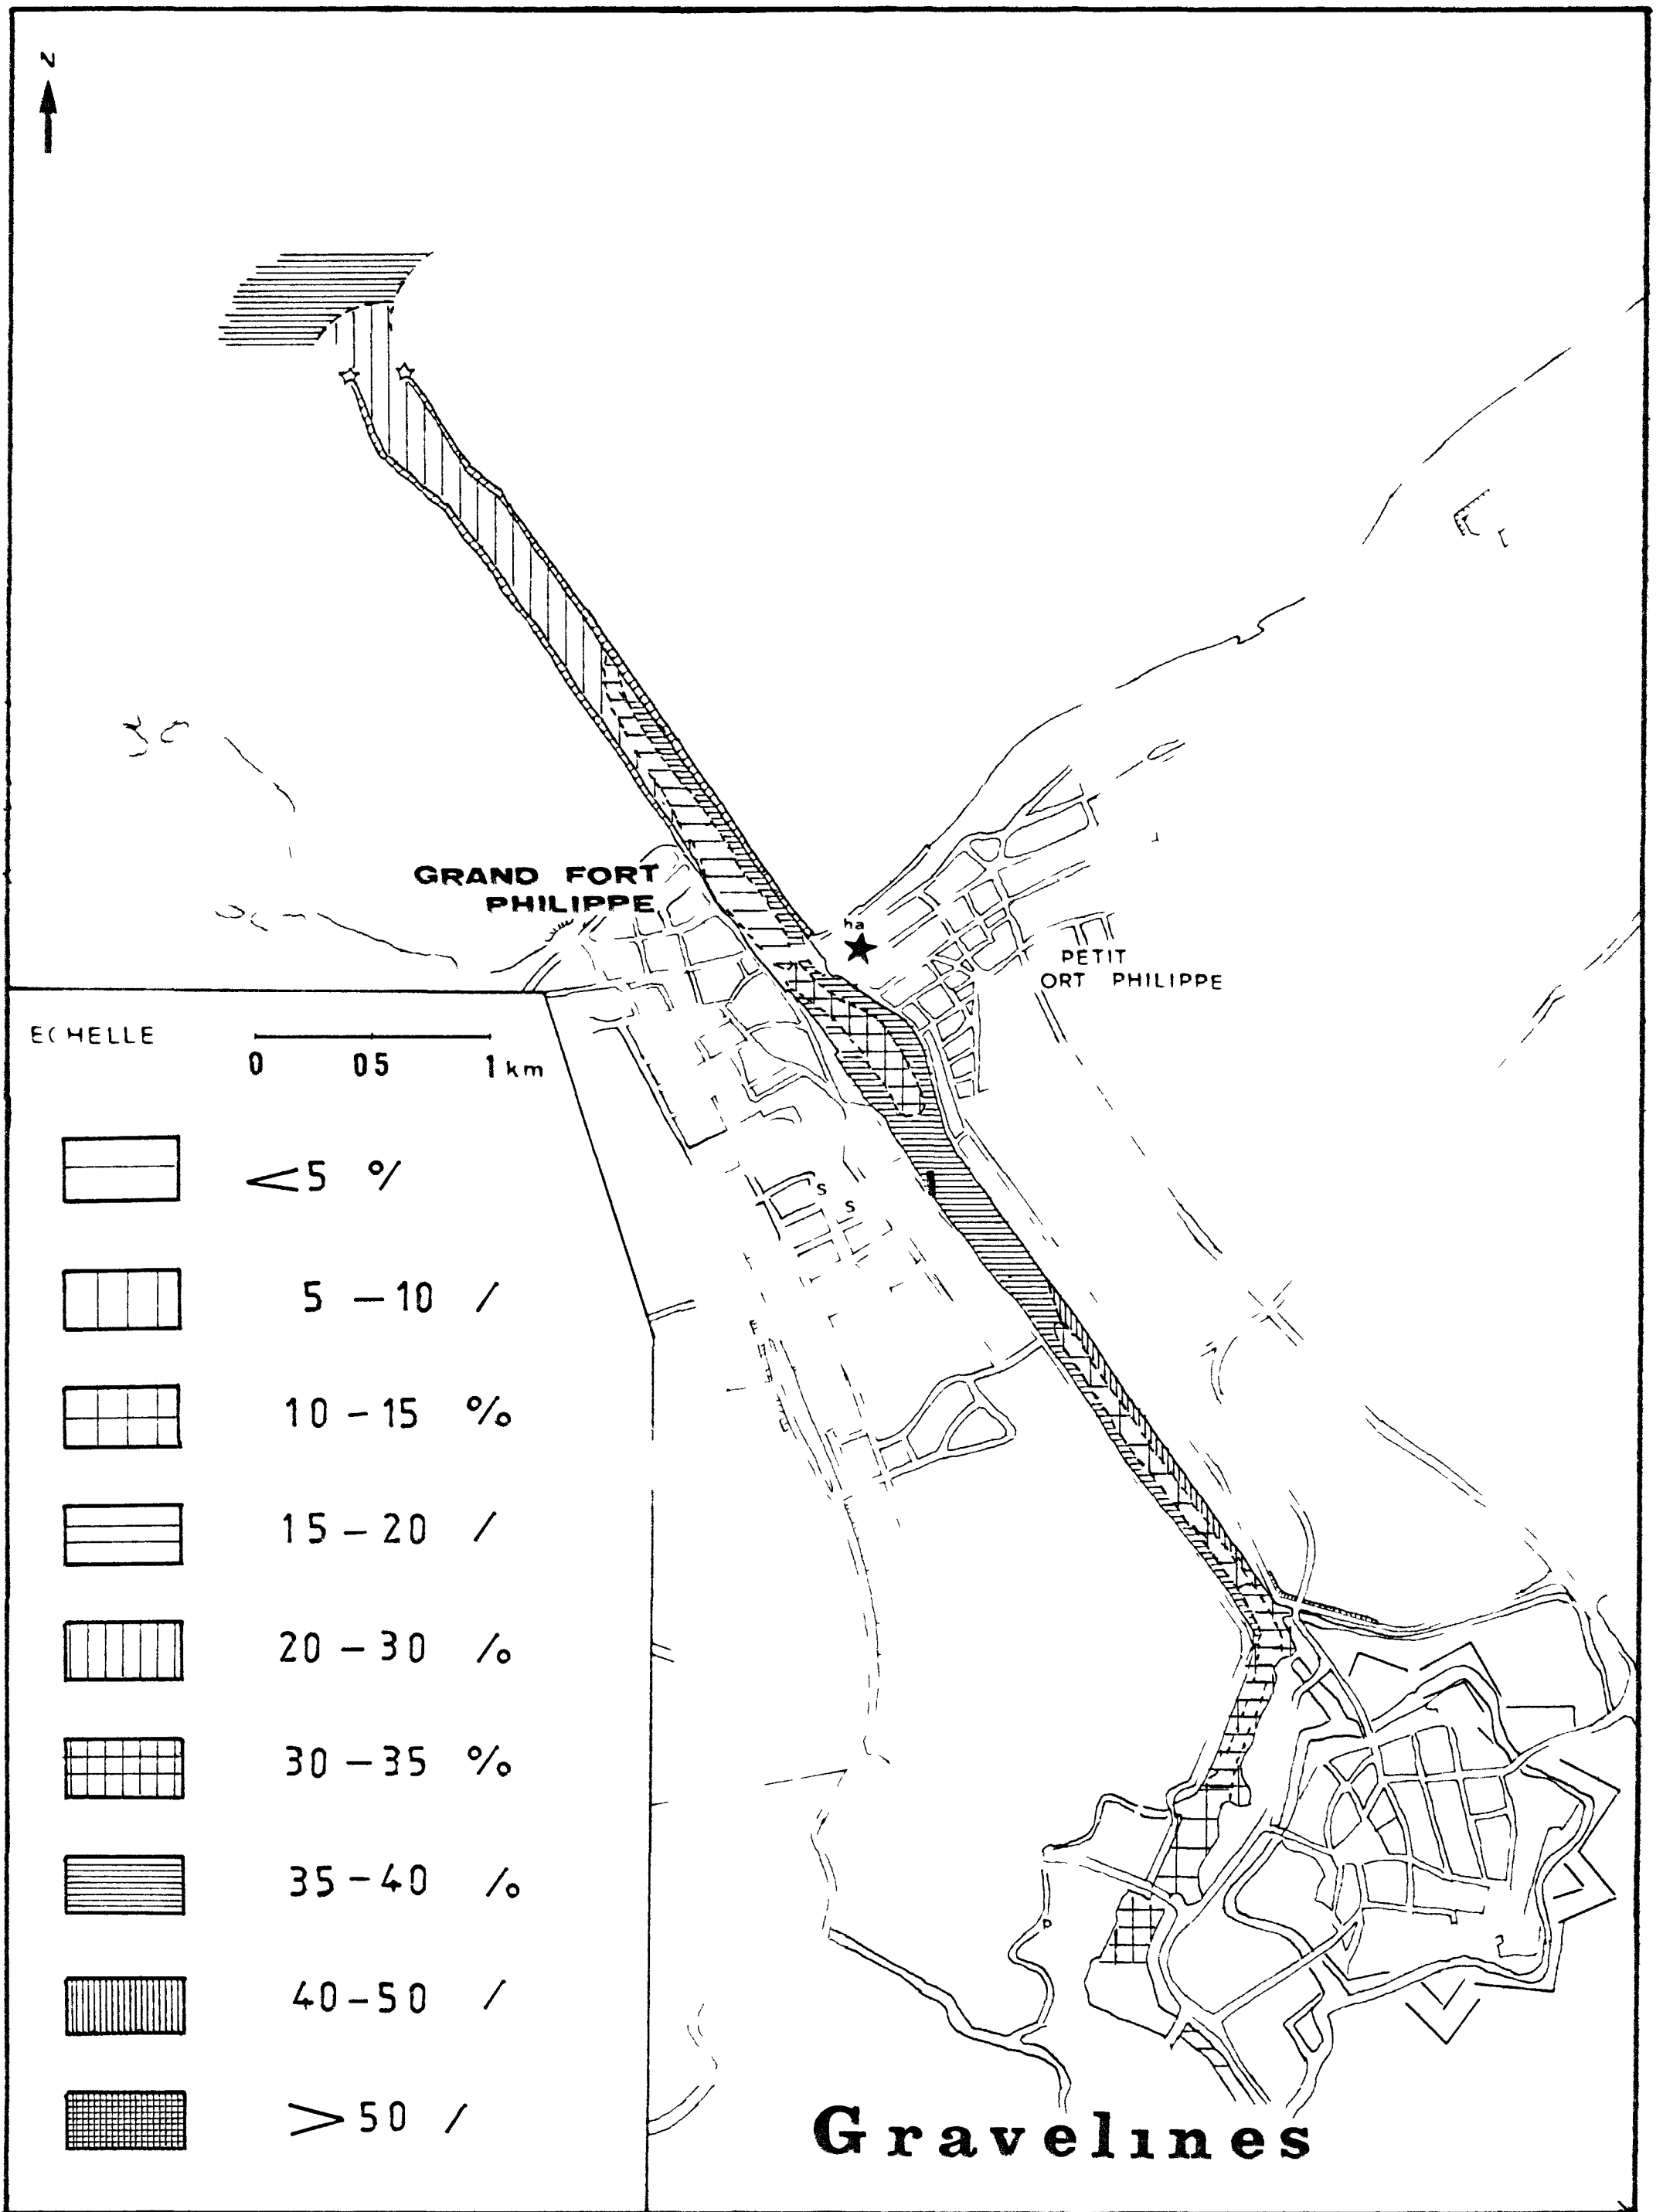 N
GRAND FORT
PHILIPPE
ha
PETIT
ORT PHILIPPE
S
S
P
ECHELLE
0 05 1 km
<5 %
5 – 10 /
10 – 15 %
15 – 20 /
20 – 30 /o
30 – 35 %
35 – 40 /o
40 – 50 /
>50 /
Gravelines